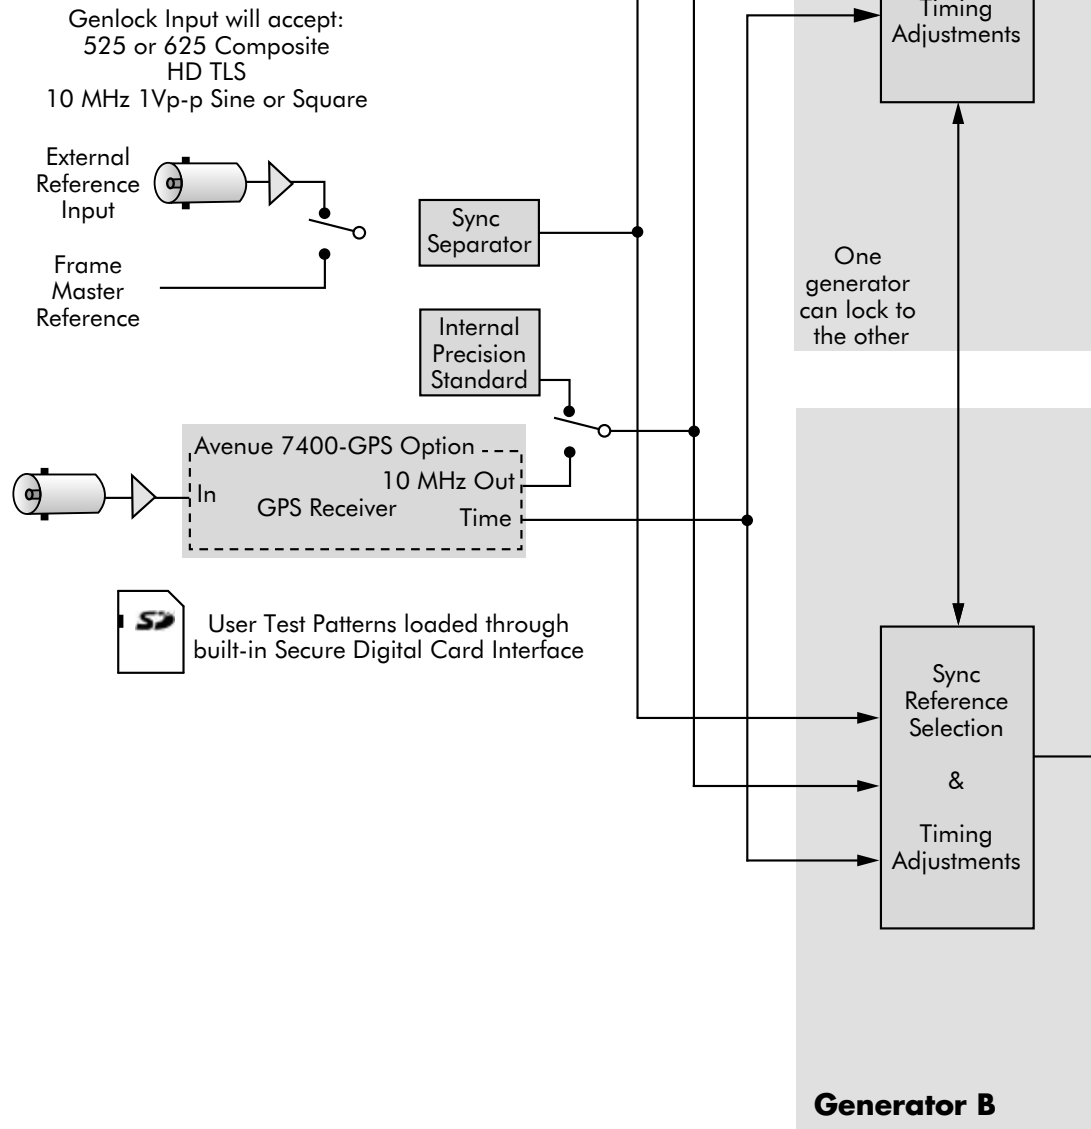 Genlock Input will accept:
525 or 625 Composite
HD TLS
10 MHz 1Vp-p Sine or Square
Timing
Adjustments
External
Reference
Input
Frame
Master
Reference
Sync
Separator
One
generator
can lock to
the other
Internal
Precision
Standard
Avenue 7400-GPS Option
In
10 MHz Out
GPS Receiver
Time
SD
User Test Patterns loaded through
built-in Secure Digital Card Interface
Sync
Reference
Selection
&
Timing
Adjustments
Generator B